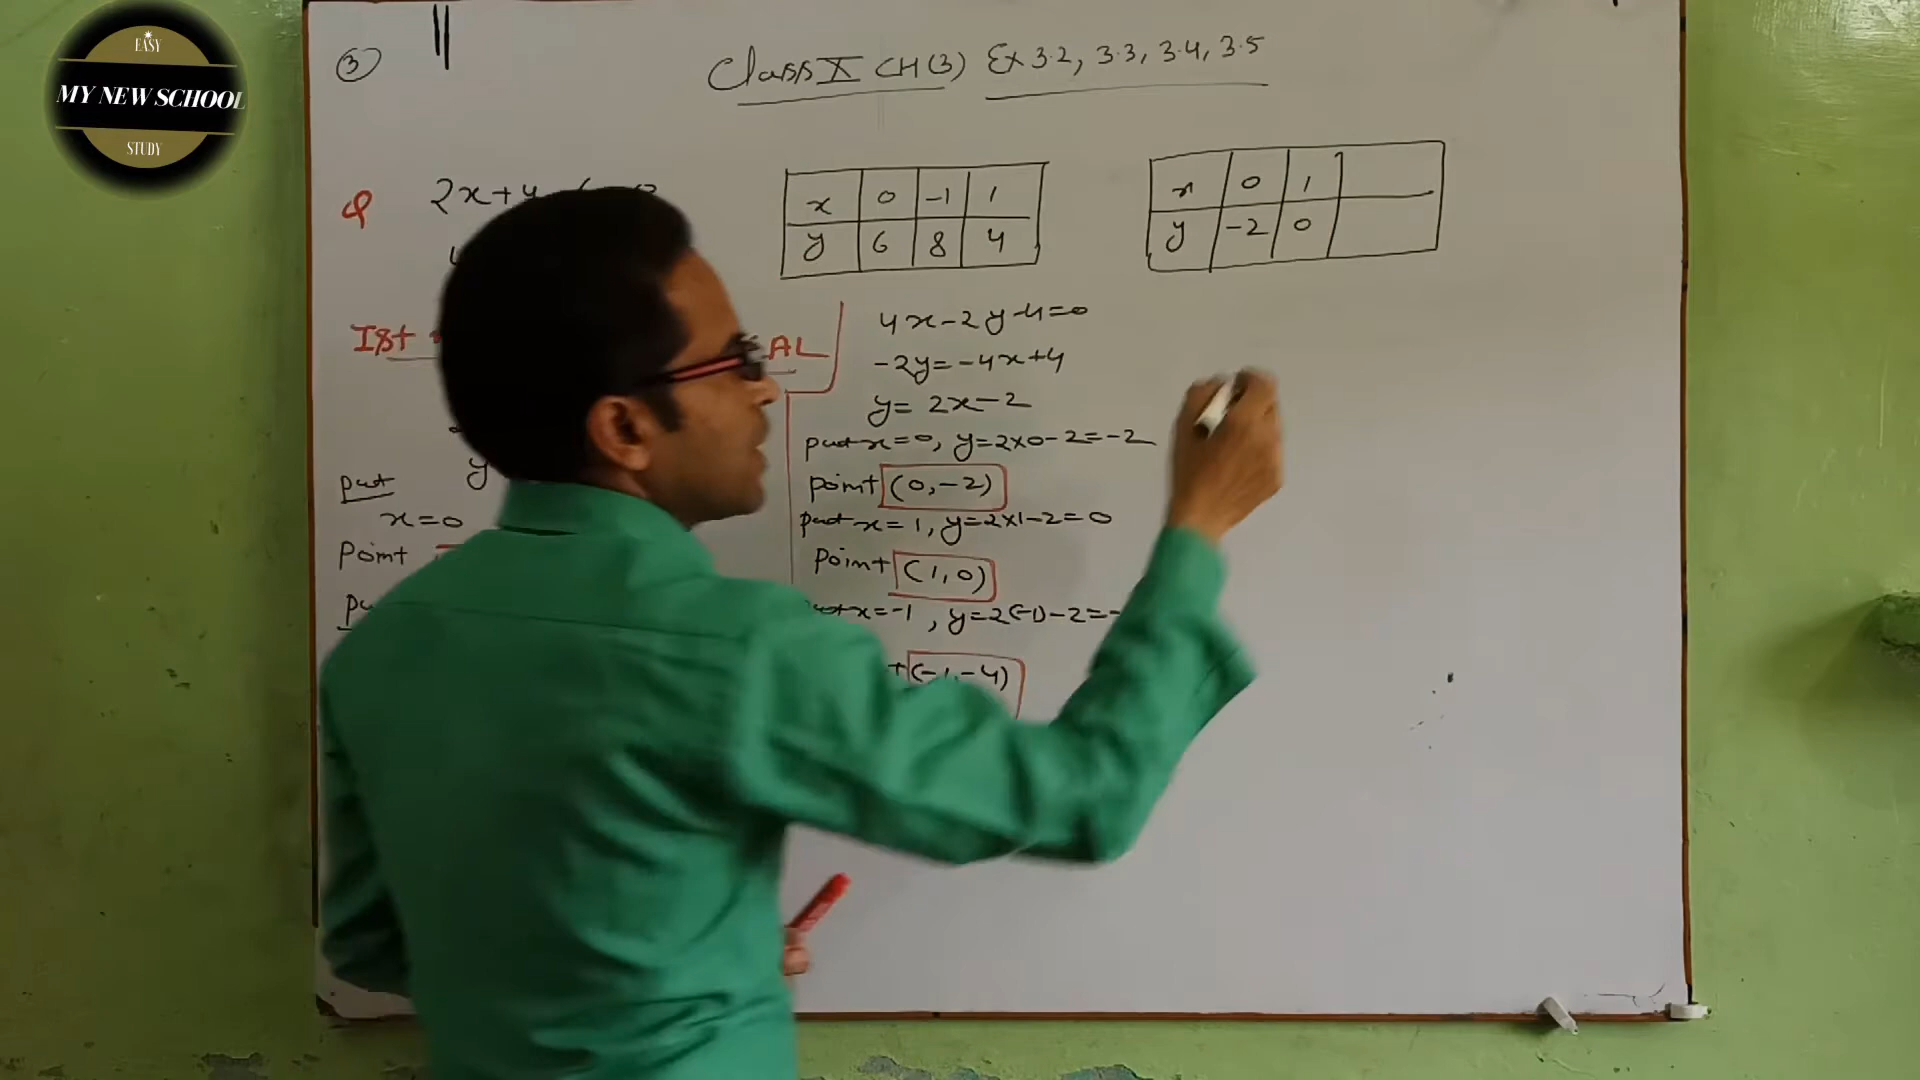 EASY
MY NEW SCHOOL
STUDY
3
Class X CH(3) Ex 3.2, 3.3, 3.4, 3.5
Q 2x+y
x 0 -1 1
y 6 8 4
x 0 1
y -2 0
Ist
AL
4x-2y-4=0
-2y=-4x+4
y=2x-2
put x=0, y=2x0-2=-2
point (0,-2)
put x=1, y=2x1-2=0
point (1,0)
x=-1, y=2(-1)-2=-
(-1,-4)
y
put
x=0
Point